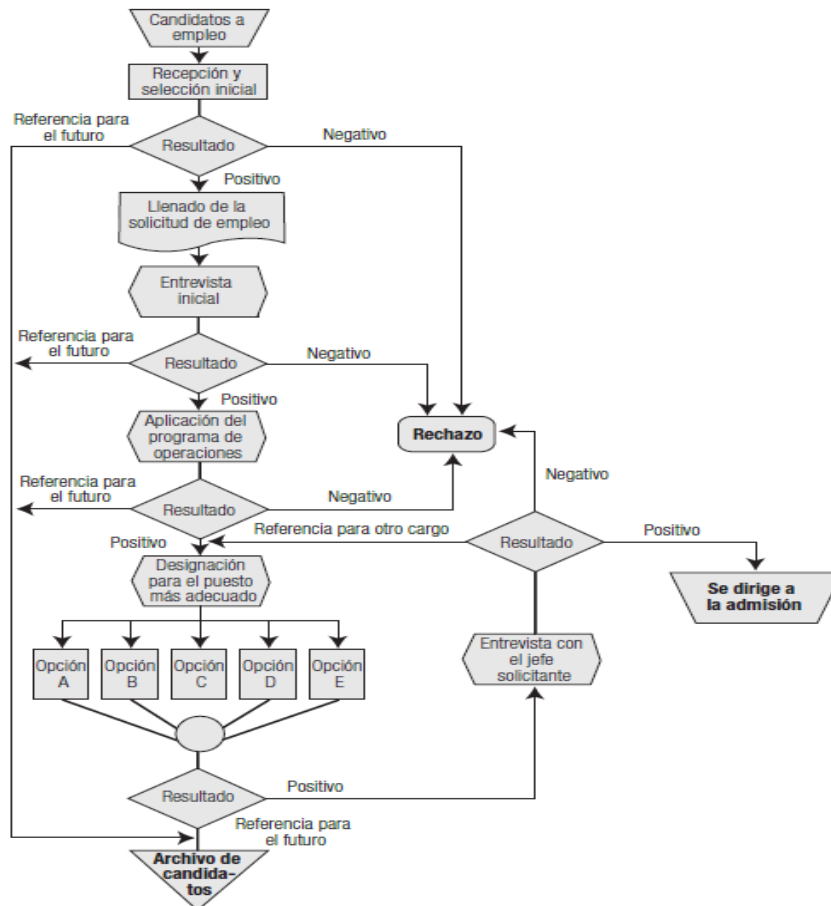 Candidatos a
empleo
Recepción y
selección inicial
Referencia para
el futuro
Resultado
Negativo
Positivo
Llenado de la
solicitud de empleo
Entrevista
inicial
Referencia para
el futuro
Resultado
Negativo
Positivo
Aplicación del
programa de
operaciones
Rechazo
Referencia para
el futuro
Resultado
Negativo
Negativo
Referencia para otro cargo
Resultado
Positivo
Positivo
Designación
para el puesto
más adecuado
Se dirige a
la admisión
Opción
A
Opción
B
Opción
C
Opción
D
Opción
E
Entrevista con
el jefe
solicitante
Resultado
Positivo
Referencia para
el futuro
Archivo de
candida-
tos